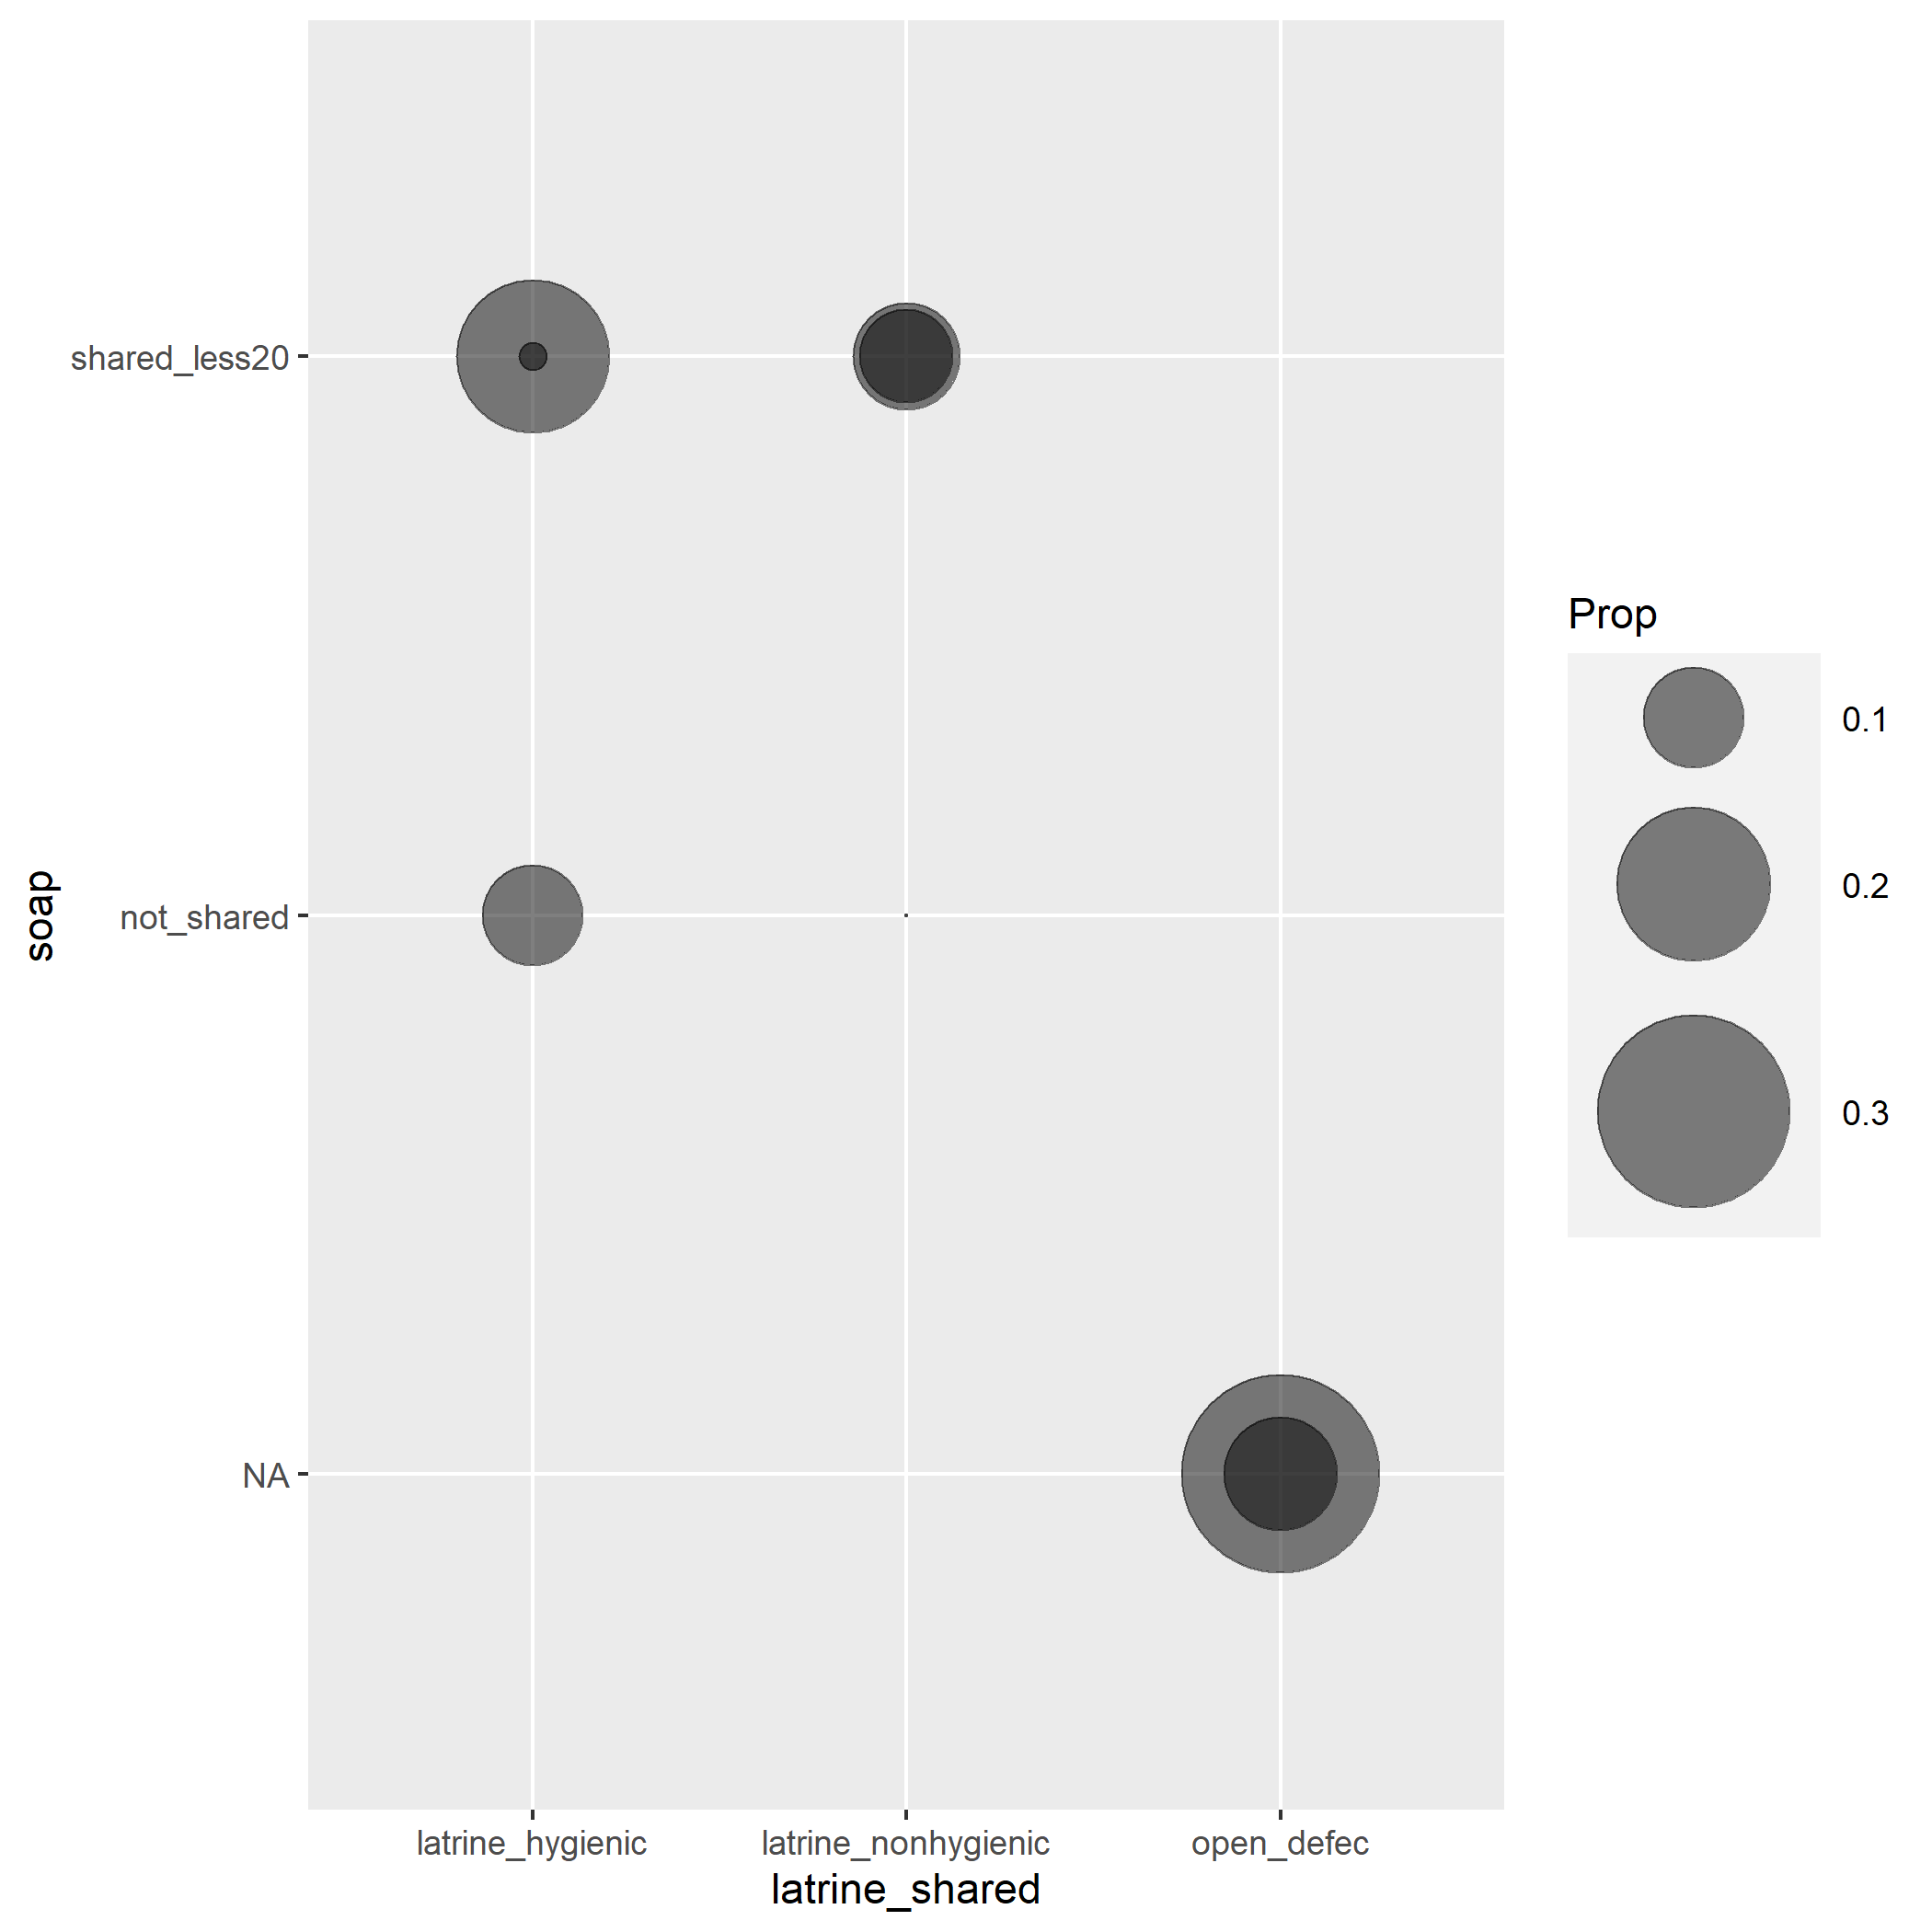 soap
shared_less20
not_shared
NA
latrine_hygienic
latrine_nonhygienic
open_defec
latrine_shared
Prop
0.1
0.2
0.3